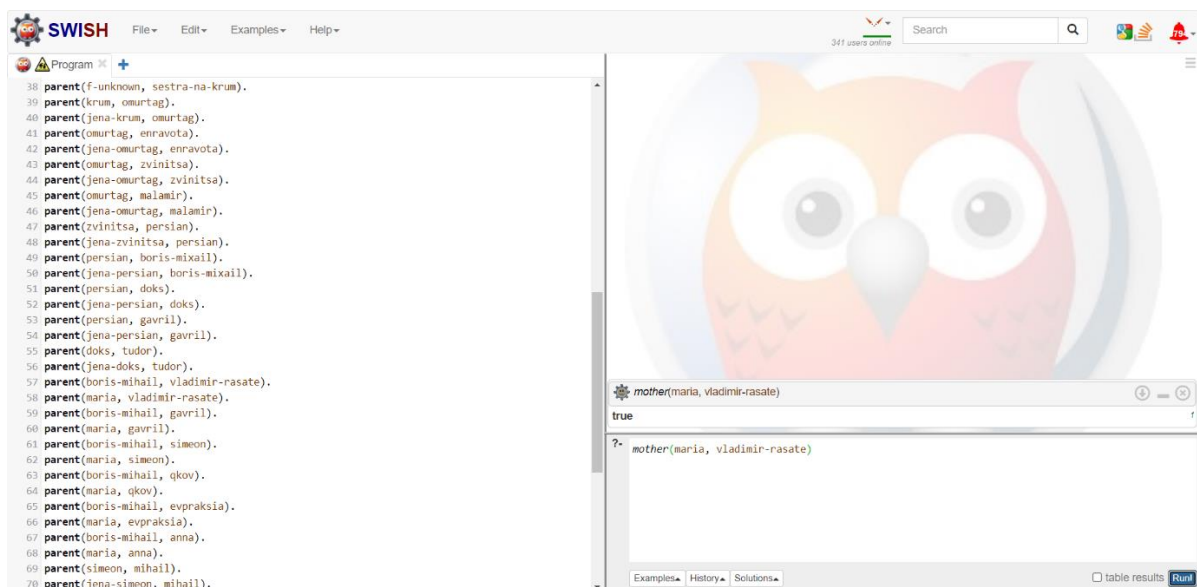 SWISH File Edit Examples Help 341 users online Search 79
Program
38 parent(f-unknown, sestra-na-krum).
39 parent(krum, omurtag).
40 parent(jena-krum, omurtag).
41 parent(omurtag, enravota).
42 parent(jena-omurtag, enravota).
43 parent(omurtag, zvinitsa).
44 parent(jena-omurtag, zvinitsa).
45 parent(omurtag, malamir).
46 parent(jena-omurtag, malamir).
47 parent(zvinitsa, persian).
48 parent(jena-zvinitsa, persian).
49 parent(persian, boris-mixail).
50 parent(jena-persian, boris-mixail).
51 parent(persian, doks).
52 parent(jena-persian, doks).
53 parent(persian, gavril).
54 parent(jena-persian, gavril).
55 parent(doks, tudor).
56 parent(jena-doks, tudor).
57 parent(boris-mihail, vladimir-rasate).
58 parent(maria, vladimir-rasate).
59 parent(boris-mihail, gavril).
60 parent(maria, gavril).
61 parent(boris-mihail, simeon).
62 parent(maria, simeon).
63 parent(boris-mihail, qkov).
64 parent(maria, qkov).
65 parent(boris-mihail, evpraksia).
66 parent(maria, evpraksia).
67 parent(boris-mihail, anna).
68 parent(maria, anna).
69 parent(simeon, mihail).
70 parent(jena-simeon, mihail).
mother(maria, vladimir-rasate)
true 1
?- mother(maria, vladimir-rasate)
Examples History Solutions table results Run!